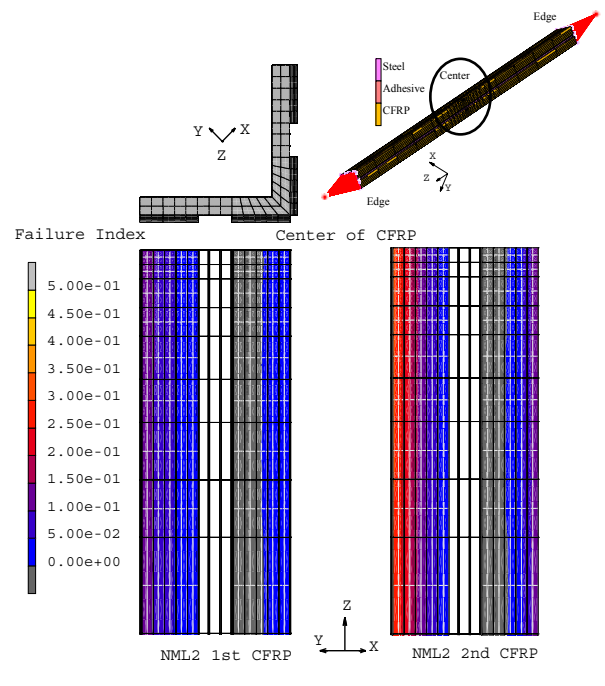 Edge
Steel
Adhesive
CFRP
Center
Y X
Z
X
Z
Y
Edge
Failure Index
Center of CFRP
5.00e-01
4.50e-01
4.00e-01
3.50e-01
3.00e-01
2.50e-01
2.00e-01
1.50e-01
1.00e-01
5.00e-02
0.00e+00
Z
Y X
NML2 1st CFRP
NML2 2nd CFRP